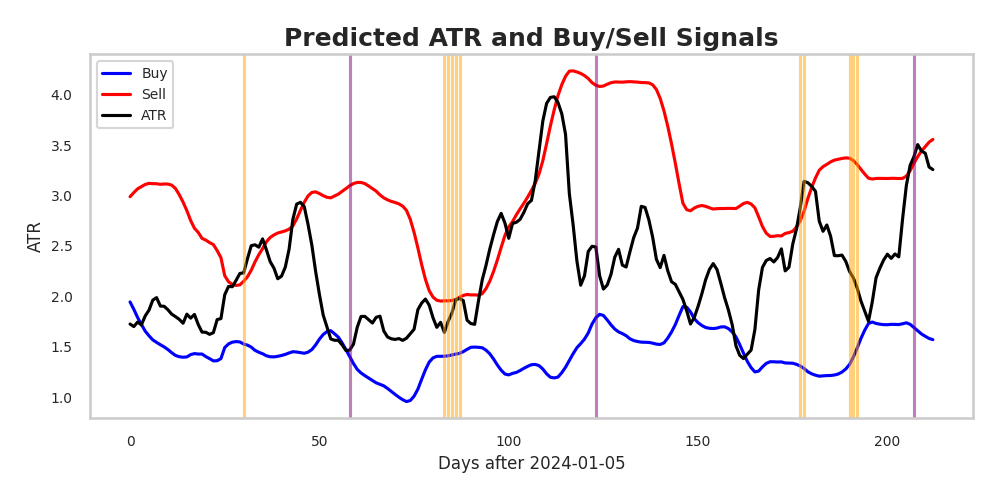 Predicted ATR and Buy/Sell Signals
Buy
Sell
ATR
ATR
4.0
3.5
3.0
2.5
2.0
1.5
1.0
0
50
100
150
200
Days after 2024-01-05